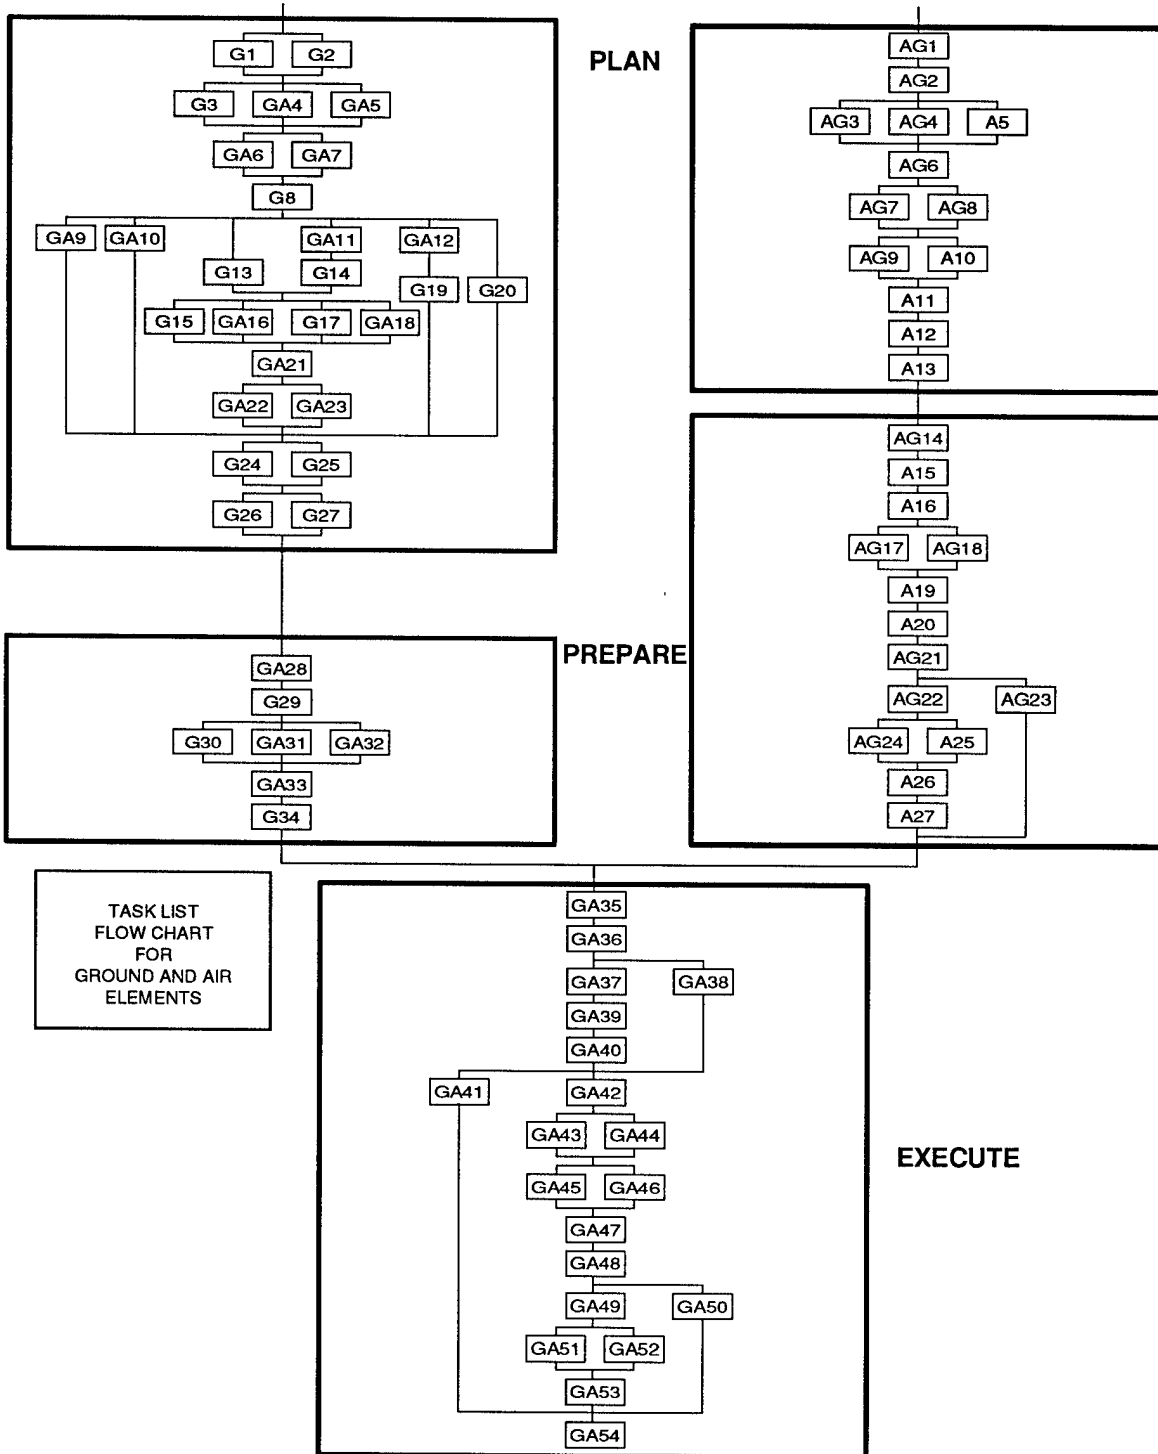 PLAN
G1 G2
G3 GA4 GA5
GA6 GA7
G8
GA9 GA10 GA11 GA12
G13 G14 G19 G20
G15 GA16 G17 GA18
GA21
GA22 GA23
G24 G25
G26 G27
AG1
AG2
AG3 AG4 A5
AG6
AG7 AG8
AG9 A10
A11
A12
A13
PREPARE
GA28
G29
G30 GA31 GA32
GA33
G34
AG14
A15
A16
AG17 AG18
A19
A20
AG21
AG22 AG23
AG24 A25
A26
A27
TASK LIST
FLOW CHART
FOR
GROUND AND AIR
ELEMENTS
EXECUTE
GA35
GA36
GA37 GA38
GA39
GA40
GA41 GA42
GA43 GA44
GA45 GA46
GA47
GA48
GA49 GA50
GA51 GA52
GA53
GA54